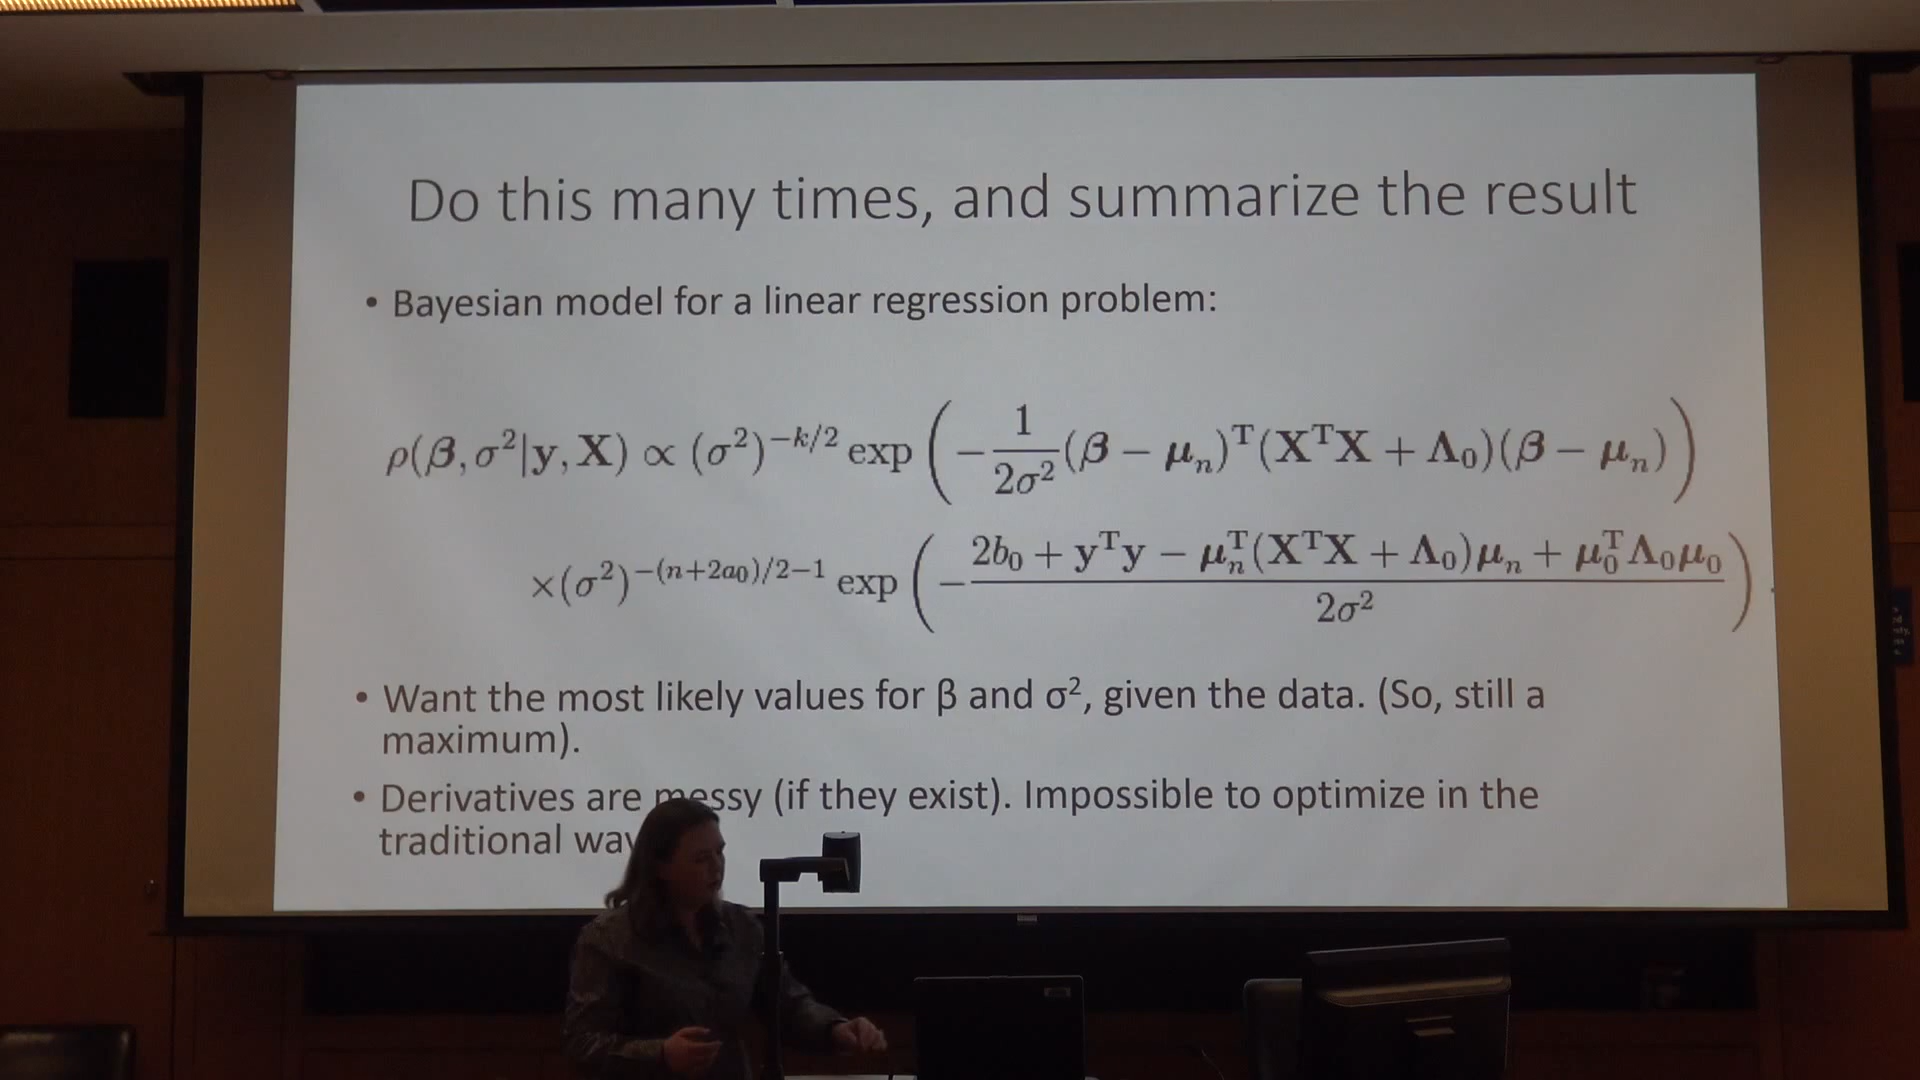 Do this many times, and summarize the result
• Bayesian model for a linear regression problem:
ρ(β, σ²|y, X) ∝ (σ²)^{−k/2} exp(−\frac{1}{2σ²}(β − μₙ)ᵀ(XᵀX + Λ₀)(β − μₙ))
×(σ²)^{−(n+2a₀)/2−1} exp(−\frac{2b₀ + yᵀy − μₙᵀ(XᵀX + Λ₀)μₙ + μ₀ᵀΛ₀μ₀}{2σ²}).
• Want the most likely values for β and σ², given the data. (So, still a
maximum).
• Derivatives are messy (if they exist). Impossible to optimize in the
traditional way